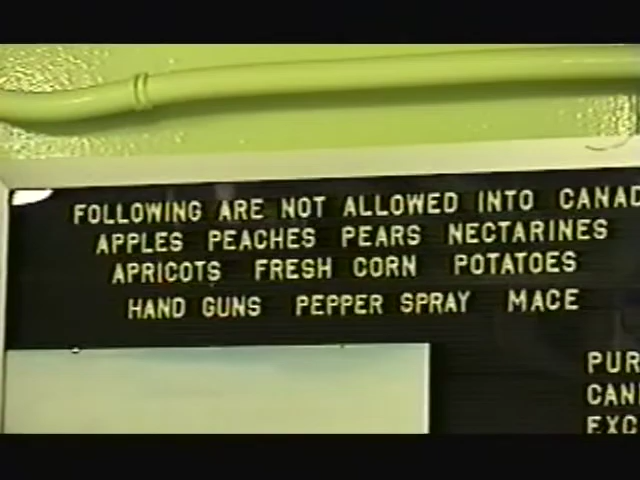 FOLLOWING ARE NOT ALLOWED INTO CANAD
APPLES PEACHES PEARS NECTARINES
APRICOTS FRESH CORN POTATOES
HAND GUNS PEPPER SPRAY MACE
PUR
CAN
EXC